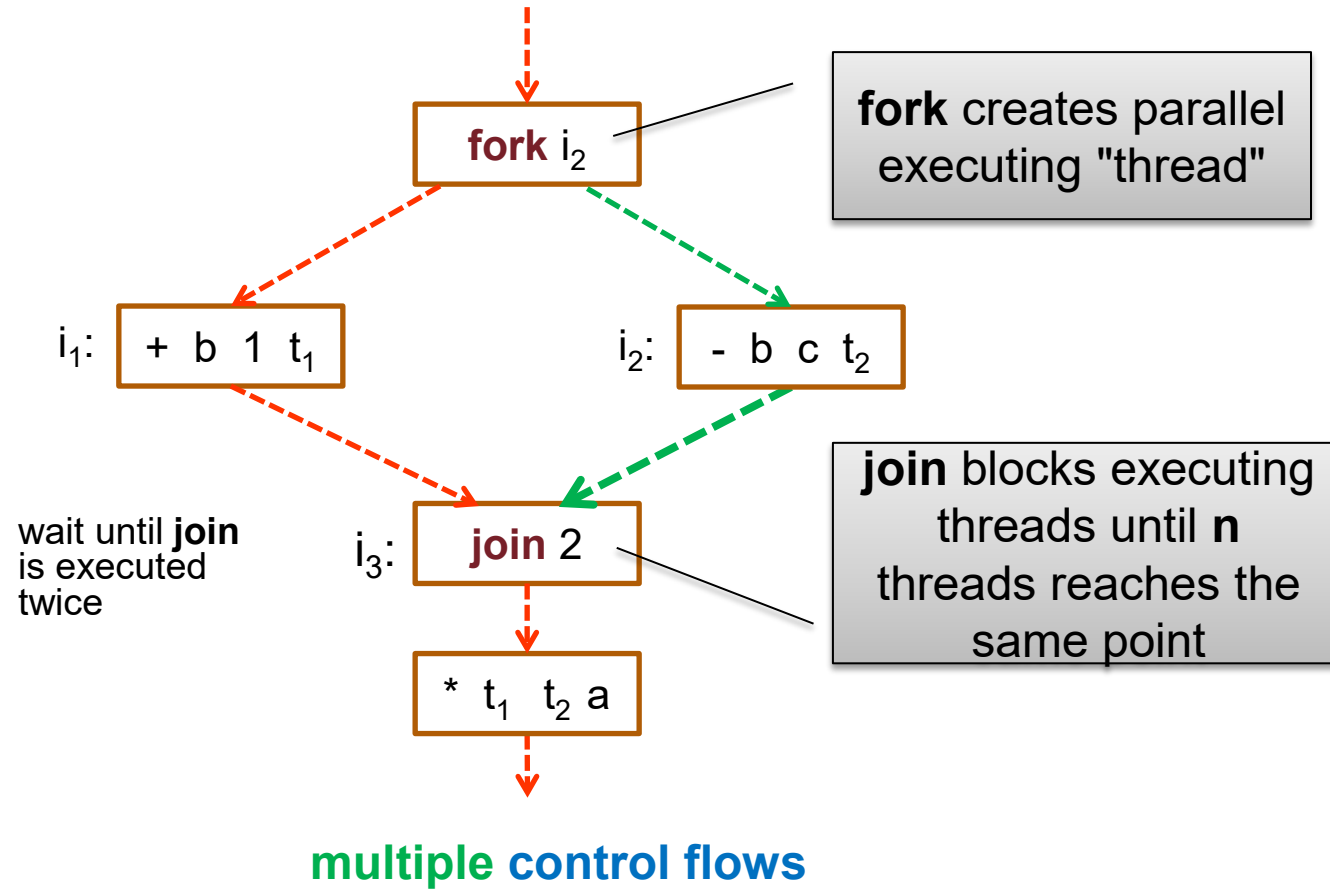 fork i₂
fork creates parallel
executing "thread"
i₁: + b 1 t₁
i₂: - b c t₂
wait until join
is executed
twice
i₃: join 2
join blocks executing
threads until n
threads reaches the
same point
* t₁ t₂ a
multiple control flows